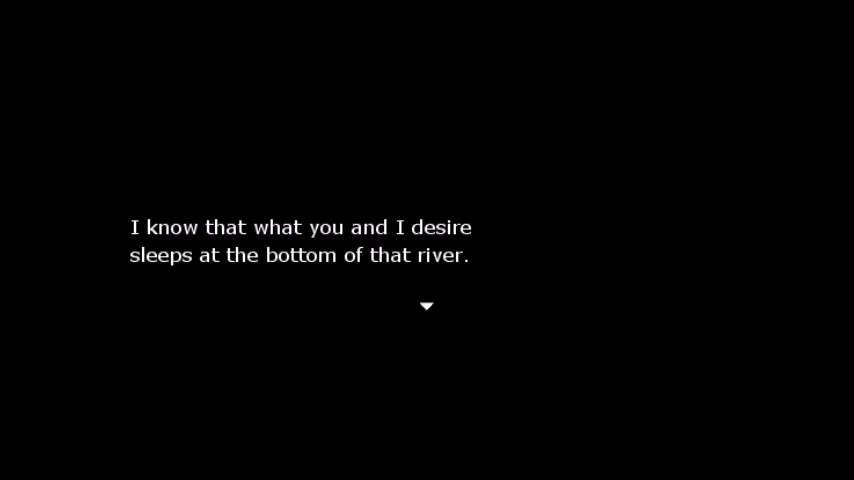 I know that what you and I desire
sleeps at the bottom of that river.